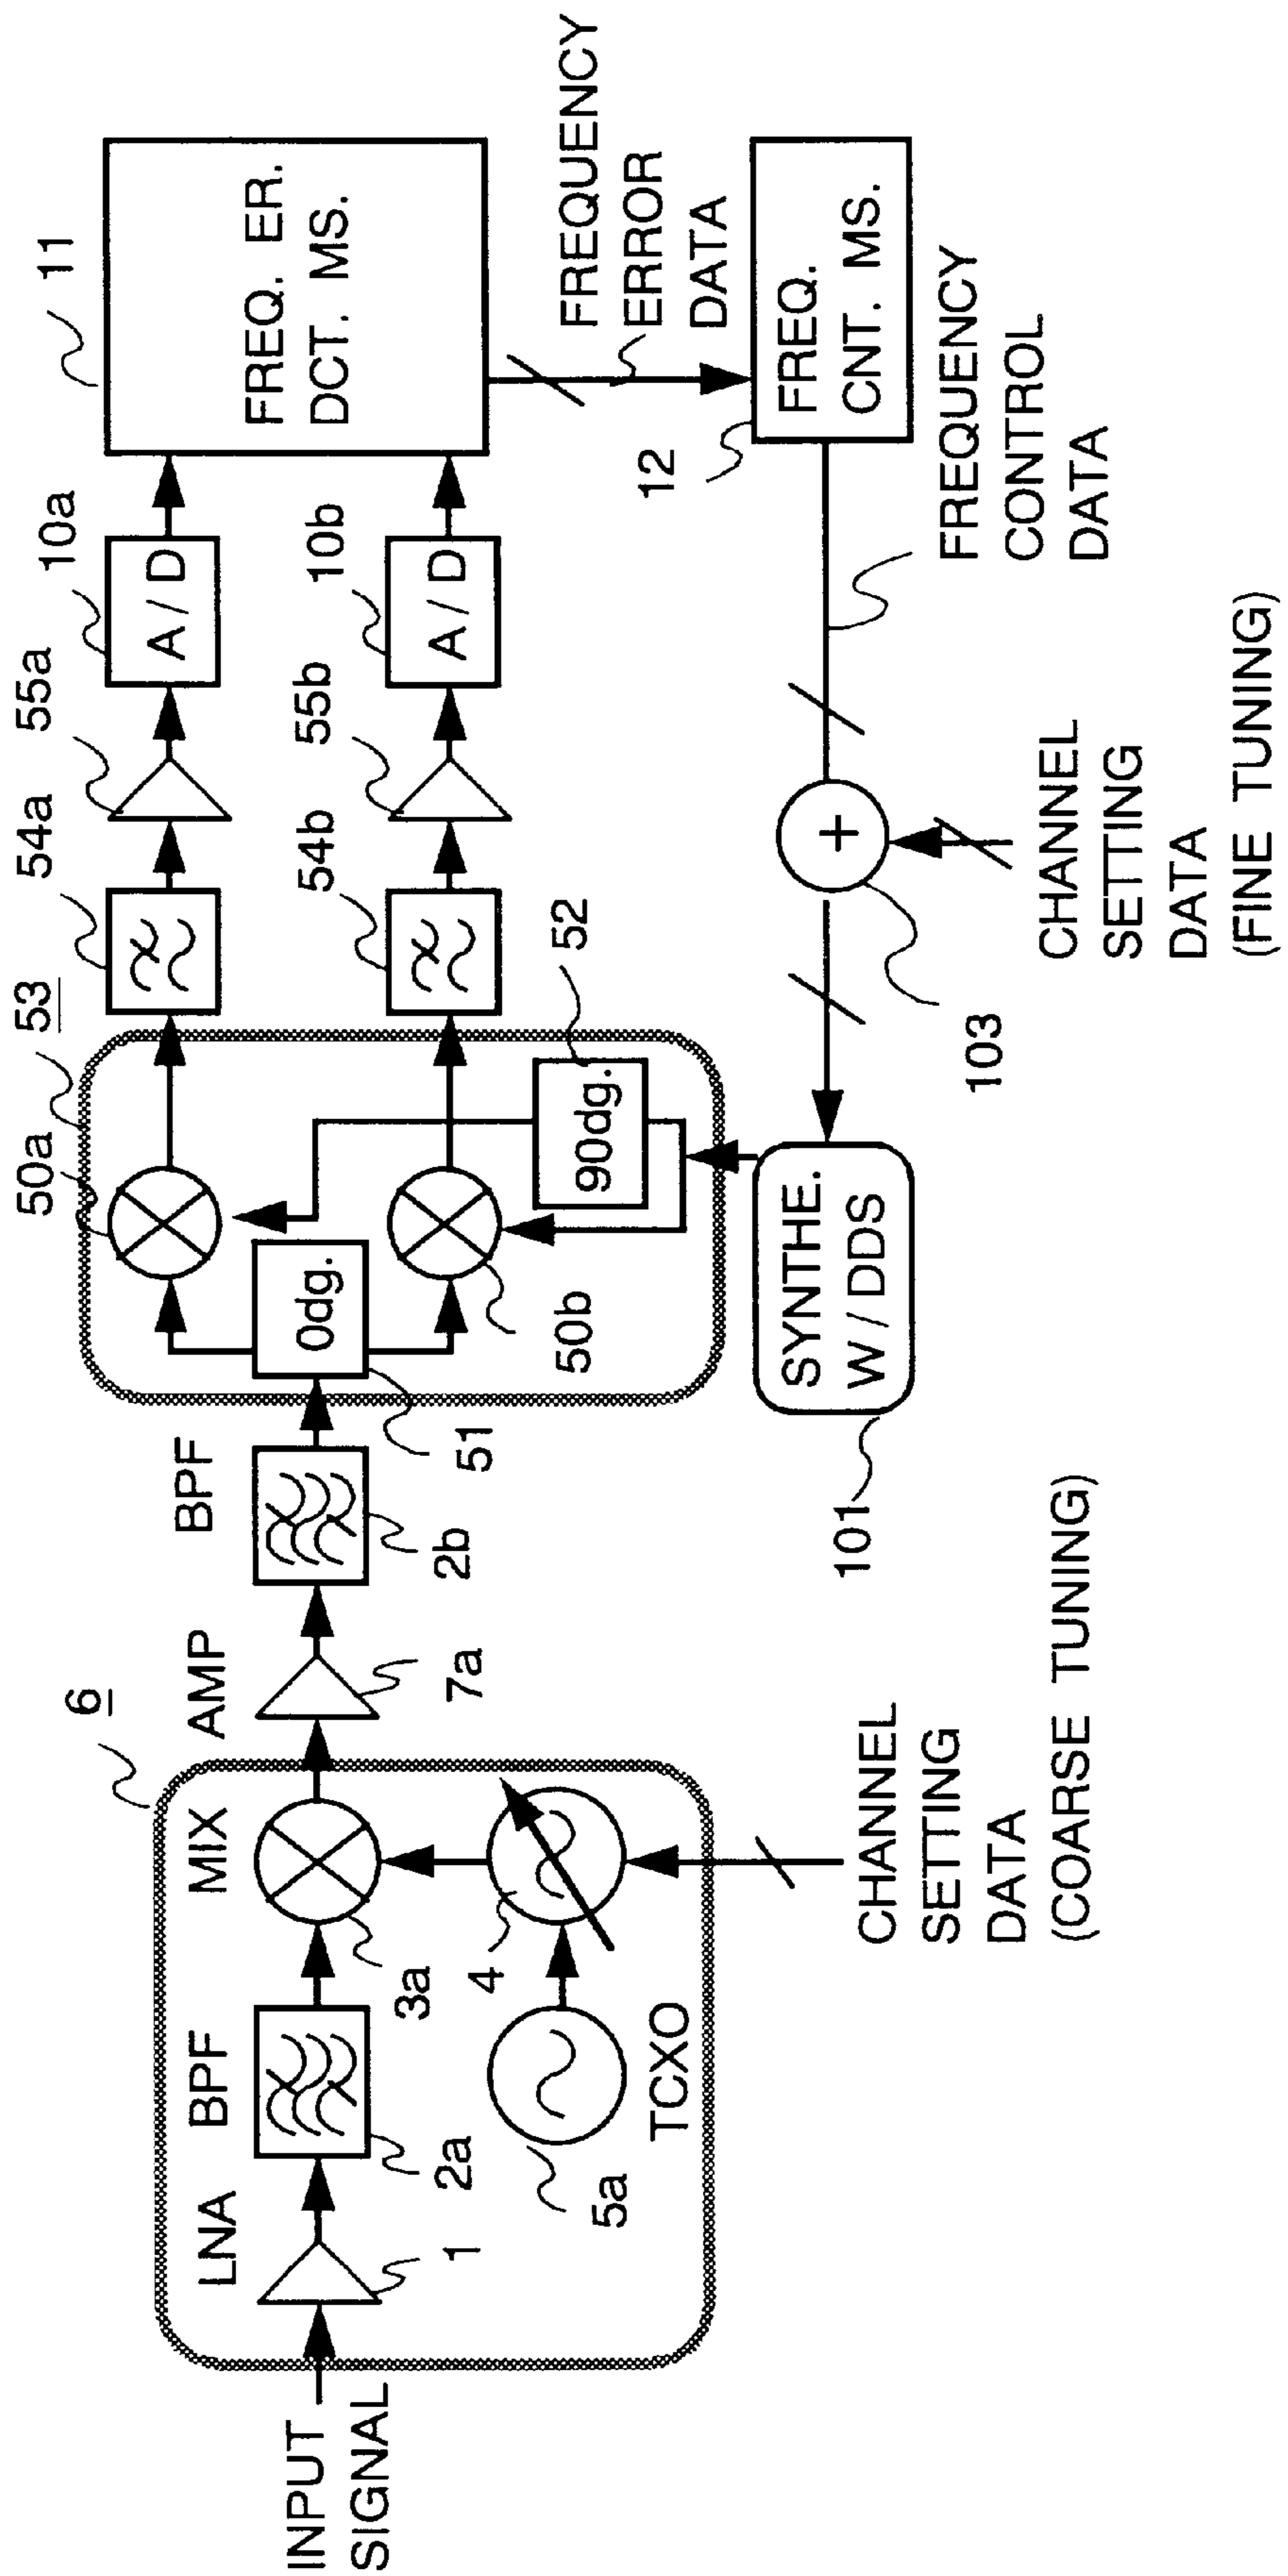 INPUT
SIGNAL
6
LNA
1
BPF
2a
MIX
3a
4
5a
TCXO
CHANNEL
SETTING
DATA
(COARSE TUNING)
AMP
7a
BPF
2b
53
50a
0dg.
51
50b
90dg.
52
54a
54b
55a
55b
10a
A / D
10b
A / D
11
FREQ. ER.
DCT. MS.
FREQUENCY
ERROR
DATA
12
FREQ.
CNT. MS.
FREQUENCY
CONTROL
DATA
+
103
CHANNEL
SETTING
DATA
(FINE TUNING)
SYNTHE.
W / DDS
101